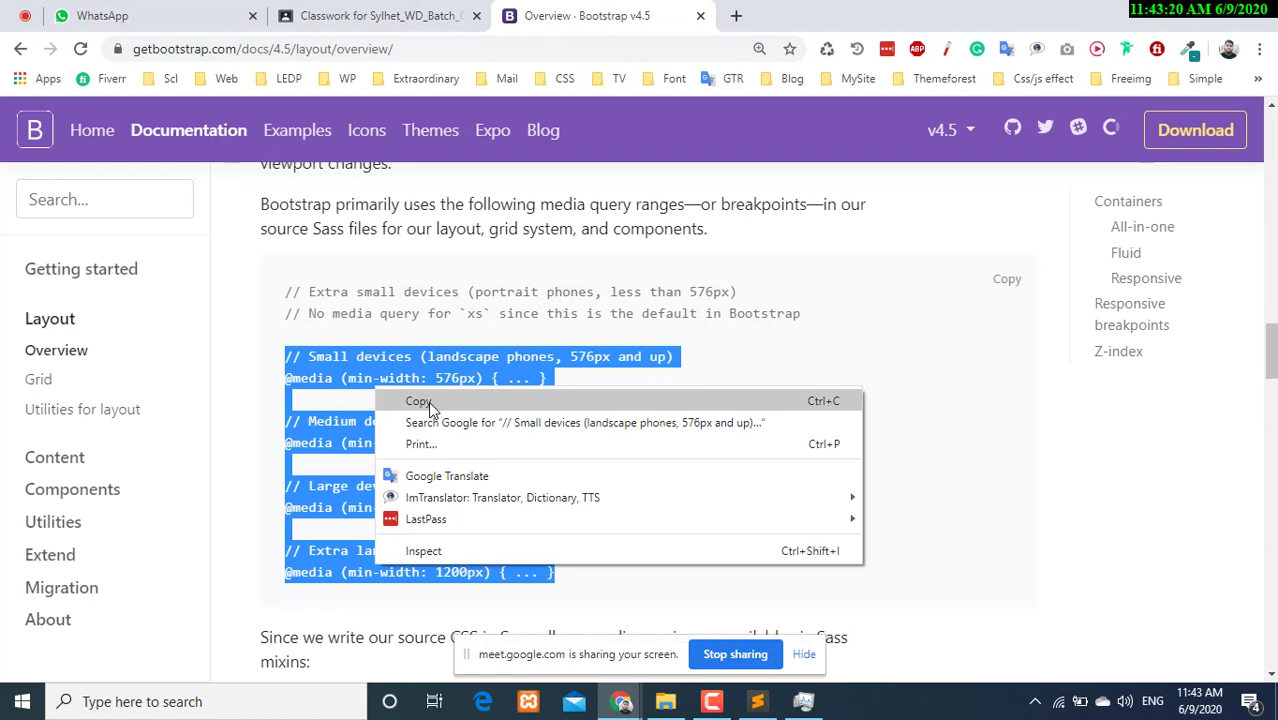 11:43:20 AM 6/9/2020
WhatsApp
Classwork for Sylhet_WD_Batch_
Overview · Bootstrap v4.5
getbootstrap.com/docs/4.5/layout/overview/
Apps Fiverr Scl Web LEDP WP Extraordinary Mail CSS TV Font GTR Blog MySite Themeforest Css/js effect Freeimg Simple »
B Home Documentation Examples Icons Themes Expo Blog v4.5 Download
viewport changes.
Search...
Getting started
Layout
Overview
Grid
Utilities for layout
Content
Components
Utilities
Extend
Migration
About
Bootstrap primarily uses the following media query ranges—or breakpoints—in our
source Sass files for our layout, grid system, and components.
Copy
// Extra small devices (portrait phones, less than 576px)
// No media query for `xs` since this is the default in Bootstrap
// Small devices (landscape phones, 576px and up)
@media (min-width: 576px) { ... }
// Medium d
@media (min
// Large de
@media (min
// Extra la
@media (min-width: 1200px) { ... }
Copy Ctrl+C
Search Google for "// Small devices (landscape phones, 576px and up)..."
Print... Ctrl+P
Google Translate
ImTranslator: Translator, Dictionary, TTS
LastPass
Inspect Ctrl+Shift+I
Since we write our source CSS in Sass
mixins:
Containers
All-in-one
Fluid
Responsive
Responsive
breakpoints
Z-index
meet.google.com is sharing your screen. Stop sharing Hide
Type here to search
ENG
11:43 AM
6/9/2020
4